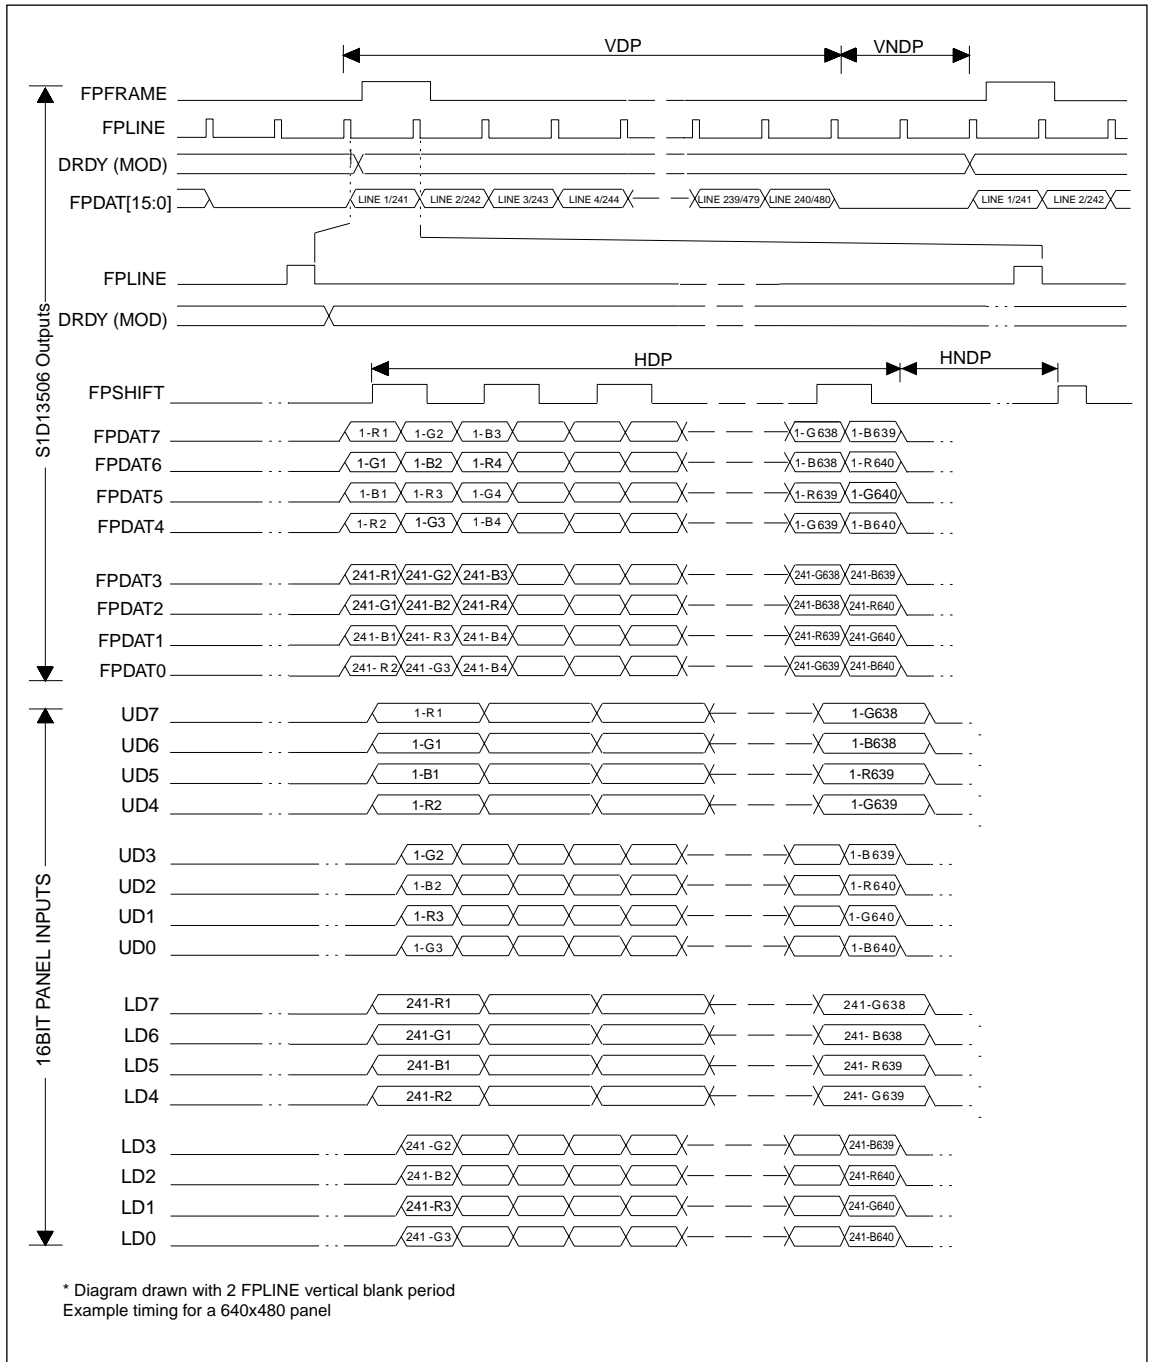 VDP VNDP
FPFRAME
FPLINE
DRDY (MOD)
FPDAT[15:0] LINE 1/241 LINE 2/242 LINE 3/243 LINE 4/244 LINE 239/479 LINE 240/480 LINE 1/241 LINE 2/242
FPLINE
DRDY (MOD)
HDP HNDP
FPSHIFT
S1D13506 Outputs
FPDAT7 1-R1 1-G2 1-B3 1-G638 1-B639
FPDAT6 1-G1 1-B2 1-R4 1-B638 1-R640
FPDAT5 1-B1 1-R3 1-G4 1-R639 1-G640
FPDAT4 1-R2 1-G3 1-B4 1-G639 1-B640
FPDAT3 241-R1 241-G2 241-B3 241-G638 241-B639
FPDAT2 241-G1 241-B2 241-R4 241-B638 241-R640
FPDAT1 241-B1 241-R3 241-B4 241-R639 241-G640
FPDAT0 241-R2 241-G3 241-B4 241-G639 241-B640
16BIT PANEL INPUTS
UD7 1-R1 1-G638
UD6 1-G1 1-B638
UD5 1-B1 1-R639
UD4 1-R2 1-G639
UD3 1-G2 1-B639
UD2 1-B2 1-R640
UD1 1-R3 1-G640
UD0 1-G3 1-B640
LD7 241-R1 241-G638
LD6 241-G1 241-B638
LD5 241-B1 241-R639
LD4 241-R2 241-G639
LD3 241-G2 241-B639
LD2 241-B2 241-R640
LD1 241-R3 241-G640
LD0 241-G3 241-B640
* Diagram drawn with 2 FPLINE vertical blank period
Example timing for a 640x480 panel